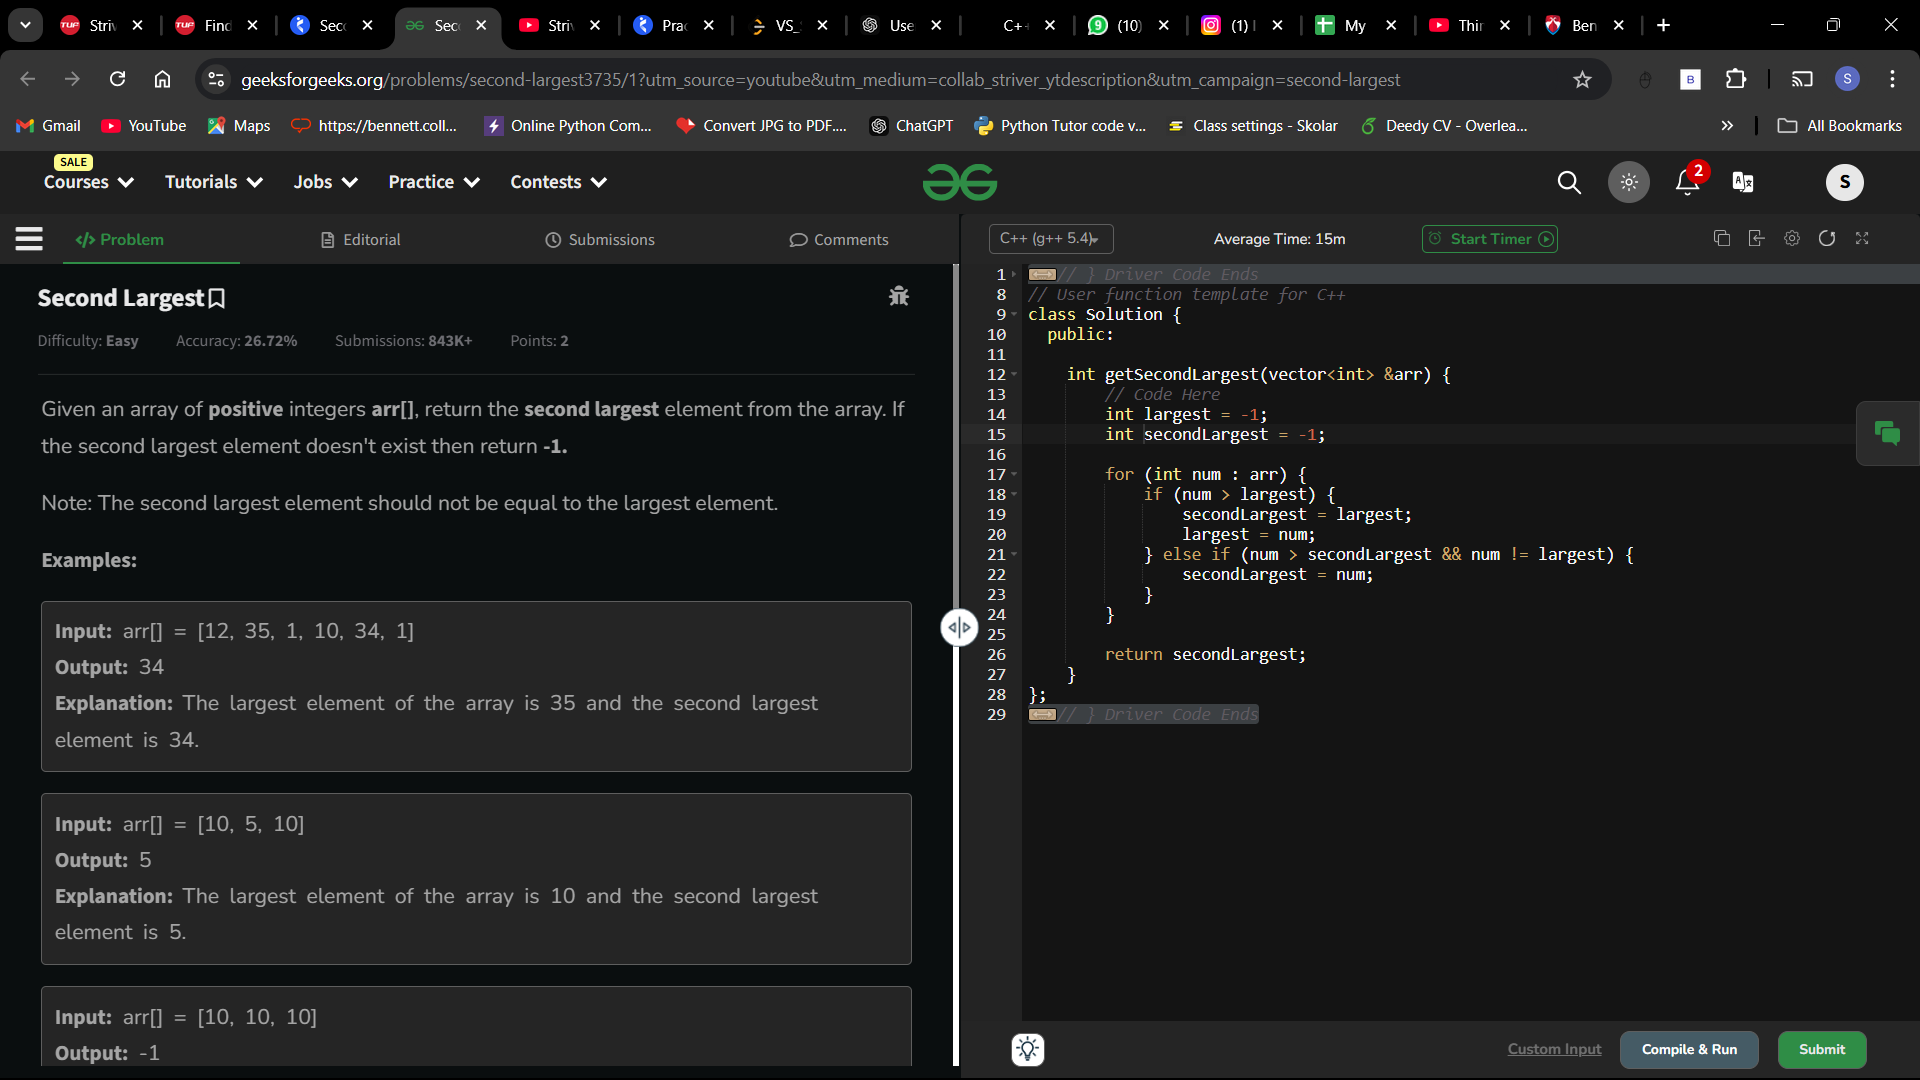 Striv
Find
Seco
Seco
Striv
Prac
VS_
Use
C++
(10)
(1) I
My
Thir
Ben
geeksforgeeks.org/problems/second-largest3735/1?utm_source=youtube&utm_medium=collab_striver_ytdescription&utm_campaign=second-largest
B
S
Gmail
YouTube
Maps
https://bennett.coll...
Online Python Com...
Convert JPG to PDF....
ChatGPT
Python Tutor code v...
Class settings - Skolar
Deedy CV - Overlea...
All Bookmarks
SALE
Courses
Tutorials
Jobs
Practice
Contests
2
S
</> Problem
Editorial
Submissions
Comments
C++ (g++ 5.4)
Average Time: 15m
Start Timer
Second Largest
Difficulty: Easy
Accuracy: 26.72%
Submissions: 843K+
Points: 2
Given an array of positive integers arr[], return the second largest element from the array. If
the second largest element doesn't exist then return -1.
Note: The second largest element should not be equal to the largest element.
Examples:
Input: arr[] = [12, 35, 1, 10, 34, 1]
Output: 34
Explanation: The largest element of the array is 35 and the second largest
element is 34.
Input: arr[] = [10, 5, 10]
Output: 5
Explanation: The largest element of the array is 10 and the second largest
element is 5.
Input: arr[] = [10, 10, 10]
Output: -1
1 // } Driver Code Ends
8 // User function template for C++
9 class Solution {
10 public:
11
12 int getSecondLargest(vector<int> &arr) {
13 // Code Here
14 int largest = -1;
15 int secondLargest = -1;
16
17 for (int num : arr) {
18 if (num > largest) {
19 secondLargest = largest;
20 largest = num;
21 } else if (num > secondLargest && num != largest) {
22 secondLargest = num;
23 }
24 }
25
26 return secondLargest;
27 }
28 };
29 // } Driver Code Ends
Custom Input
Compile & Run
Submit